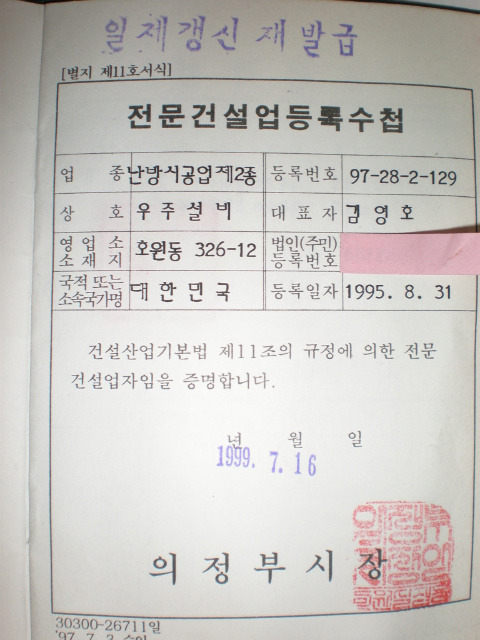 일제갱신재발급
[별지 제11호서식]
전문건설업등록수첩
업 종 난방시공업제2종 등록번호 97-28-2-129
상 호 우주설비 대표자 김영호
영업소 소재지 호원동 326-12 법인(주민) 등록번호
국적 또는 소속국가명 대한민국 등록일자 1995. 8. 31
건설산업기본법 제11조의 규정에 의한 전문
건설업자임을 증명합니다.
년 월 일
1999. 7. 16
의정부시장
30300-26711일
'97. 7. 3 승인